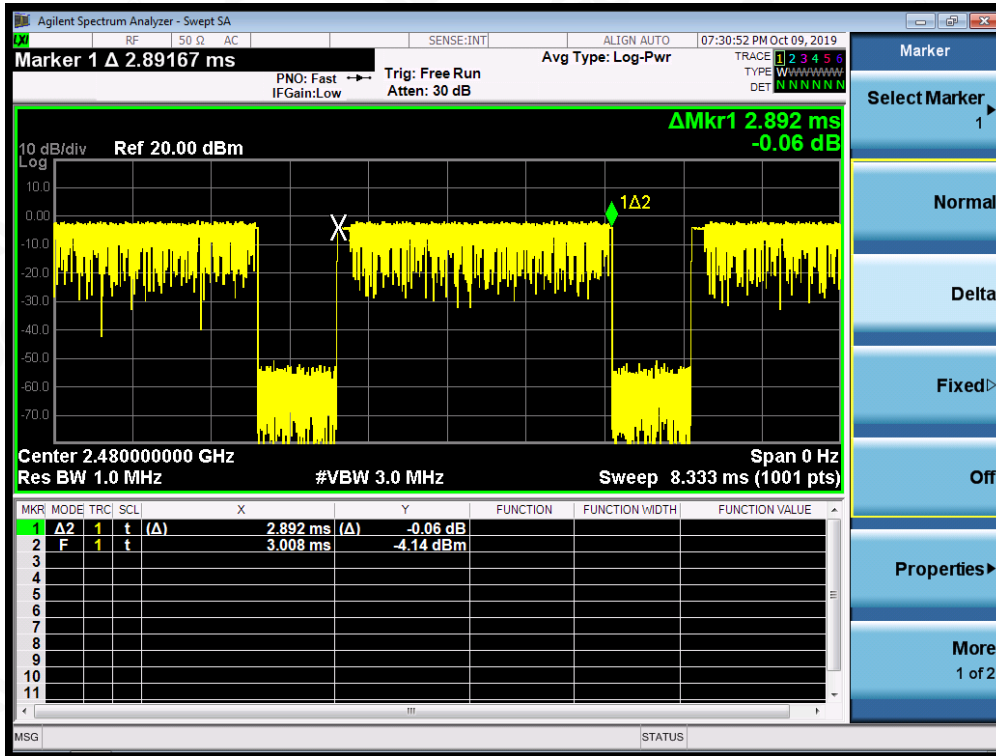 Agilent Spectrum Analyzer - Swept SA
LXI RF 50 Ω AC SENSE:INT ALIGN AUTO 07:30:52 PM Oct 09, 2019
Marker 1 Δ 2.89167 ms
PNO: Fast
IFGain:Low
Trig: Free Run
Atten: 30 dB
Avg Type: Log-Pwr
TRACE 1 2 3 4 5 6
TYPE WWWWWW
DET N N N N N N
ΔMkr1 2.892 ms
-0.06 dB
10 dB/div Ref 20.00 dBm
Log
10.0
0.00
-10.0
-20.0
-30.0
-40.0
-50.0
-60.0
-70.0
1Δ2
Center 2.480000000 GHz Span 0 Hz
Res BW 1.0 MHz #VBW 3.0 MHz Sweep 8.333 ms (1001 pts)
MKR MODE TRC SCL X Y FUNCTION FUNCTION WIDTH FUNCTION VALUE
1 Δ2 1 t (Δ) 2.892 ms (Δ) -0.06 dB
2 F 1 t 3.008 ms -4.14 dBm
3
4
5
6
7
8
9
10
11
MSG STATUS
Marker
Select Marker
1
Normal
Delta
Fixed
Off
Properties
More
1 of 2